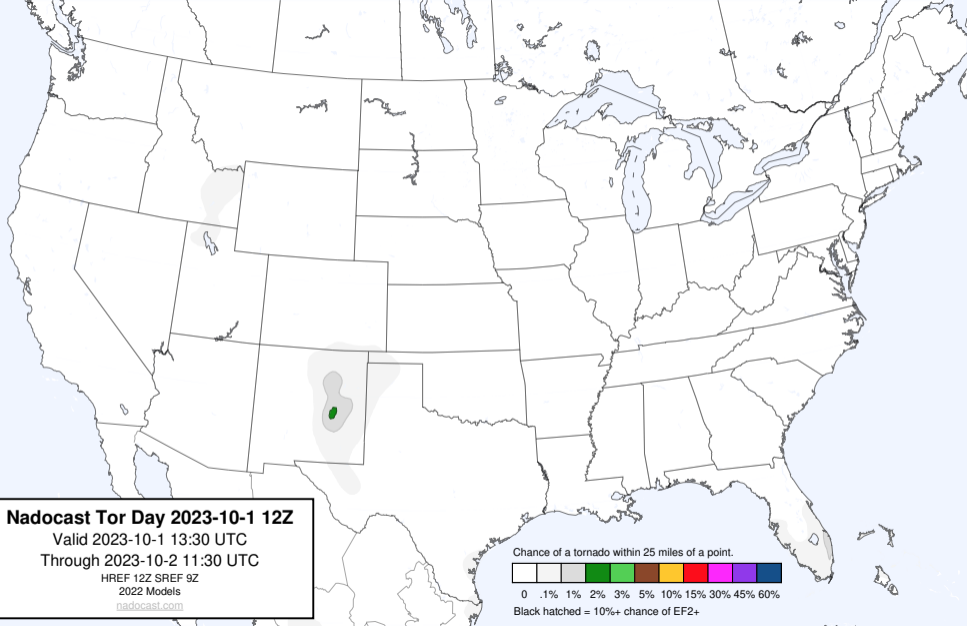 Nadocast Tor Day 2023-10-1 12Z
Valid 2023-10-1 13:30 UTC
Through 2023-10-2 11:30 UTC
HREF 12Z SREF 9Z
2022 Models
nadocast.com
Chance of a tornado within 25 miles of a point.
0 .1% 1% 2% 3% 5% 10% 15% 30% 45% 60%
Black hatched = 10%+ chance of EF2+